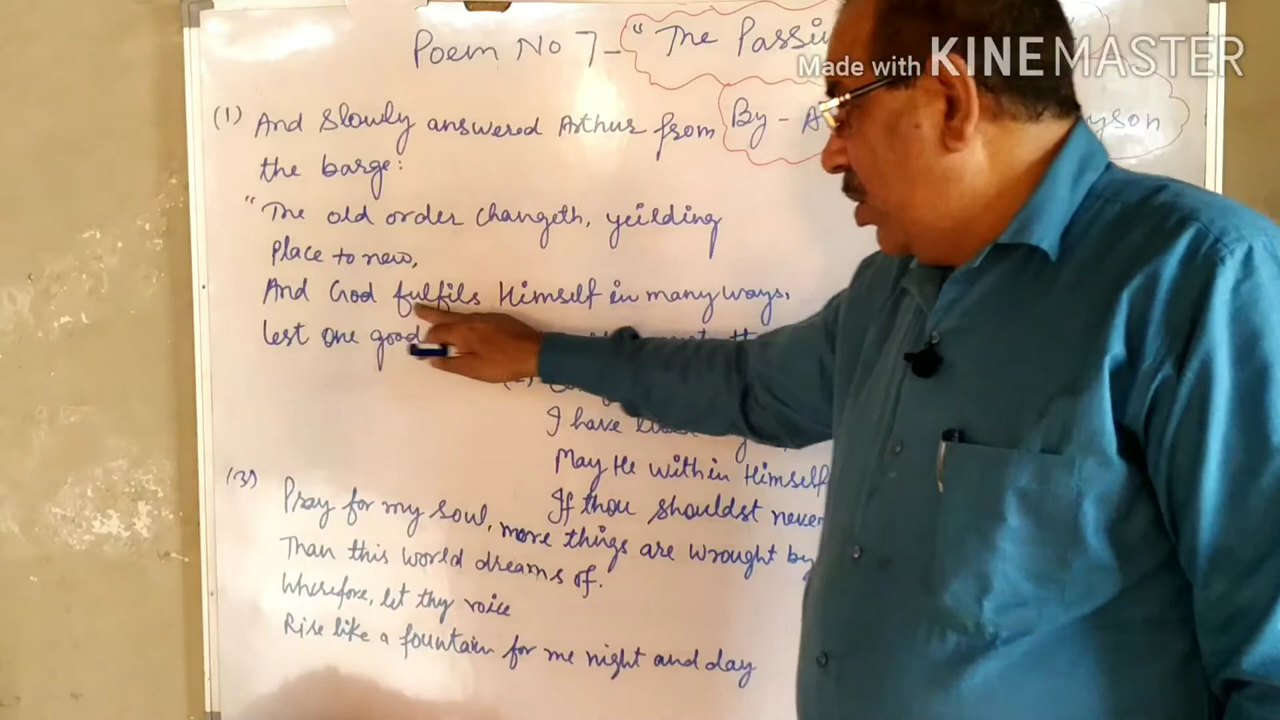 Poem No 7- "The Passi
Made with KINEMASTER
(1) And slowly answered Arthur from
By - A yson
the barge:
"The old order changeth, yeilding
Place to new,
And God fulfils Himself in many ways,
lest one good
I have
May He within Himself
If thou shouldst never
(3) Pray for my soul, more things are wrought by
Than this world dreams of.
Wherefore, let thy voice
Rise like a fountain for me night and day